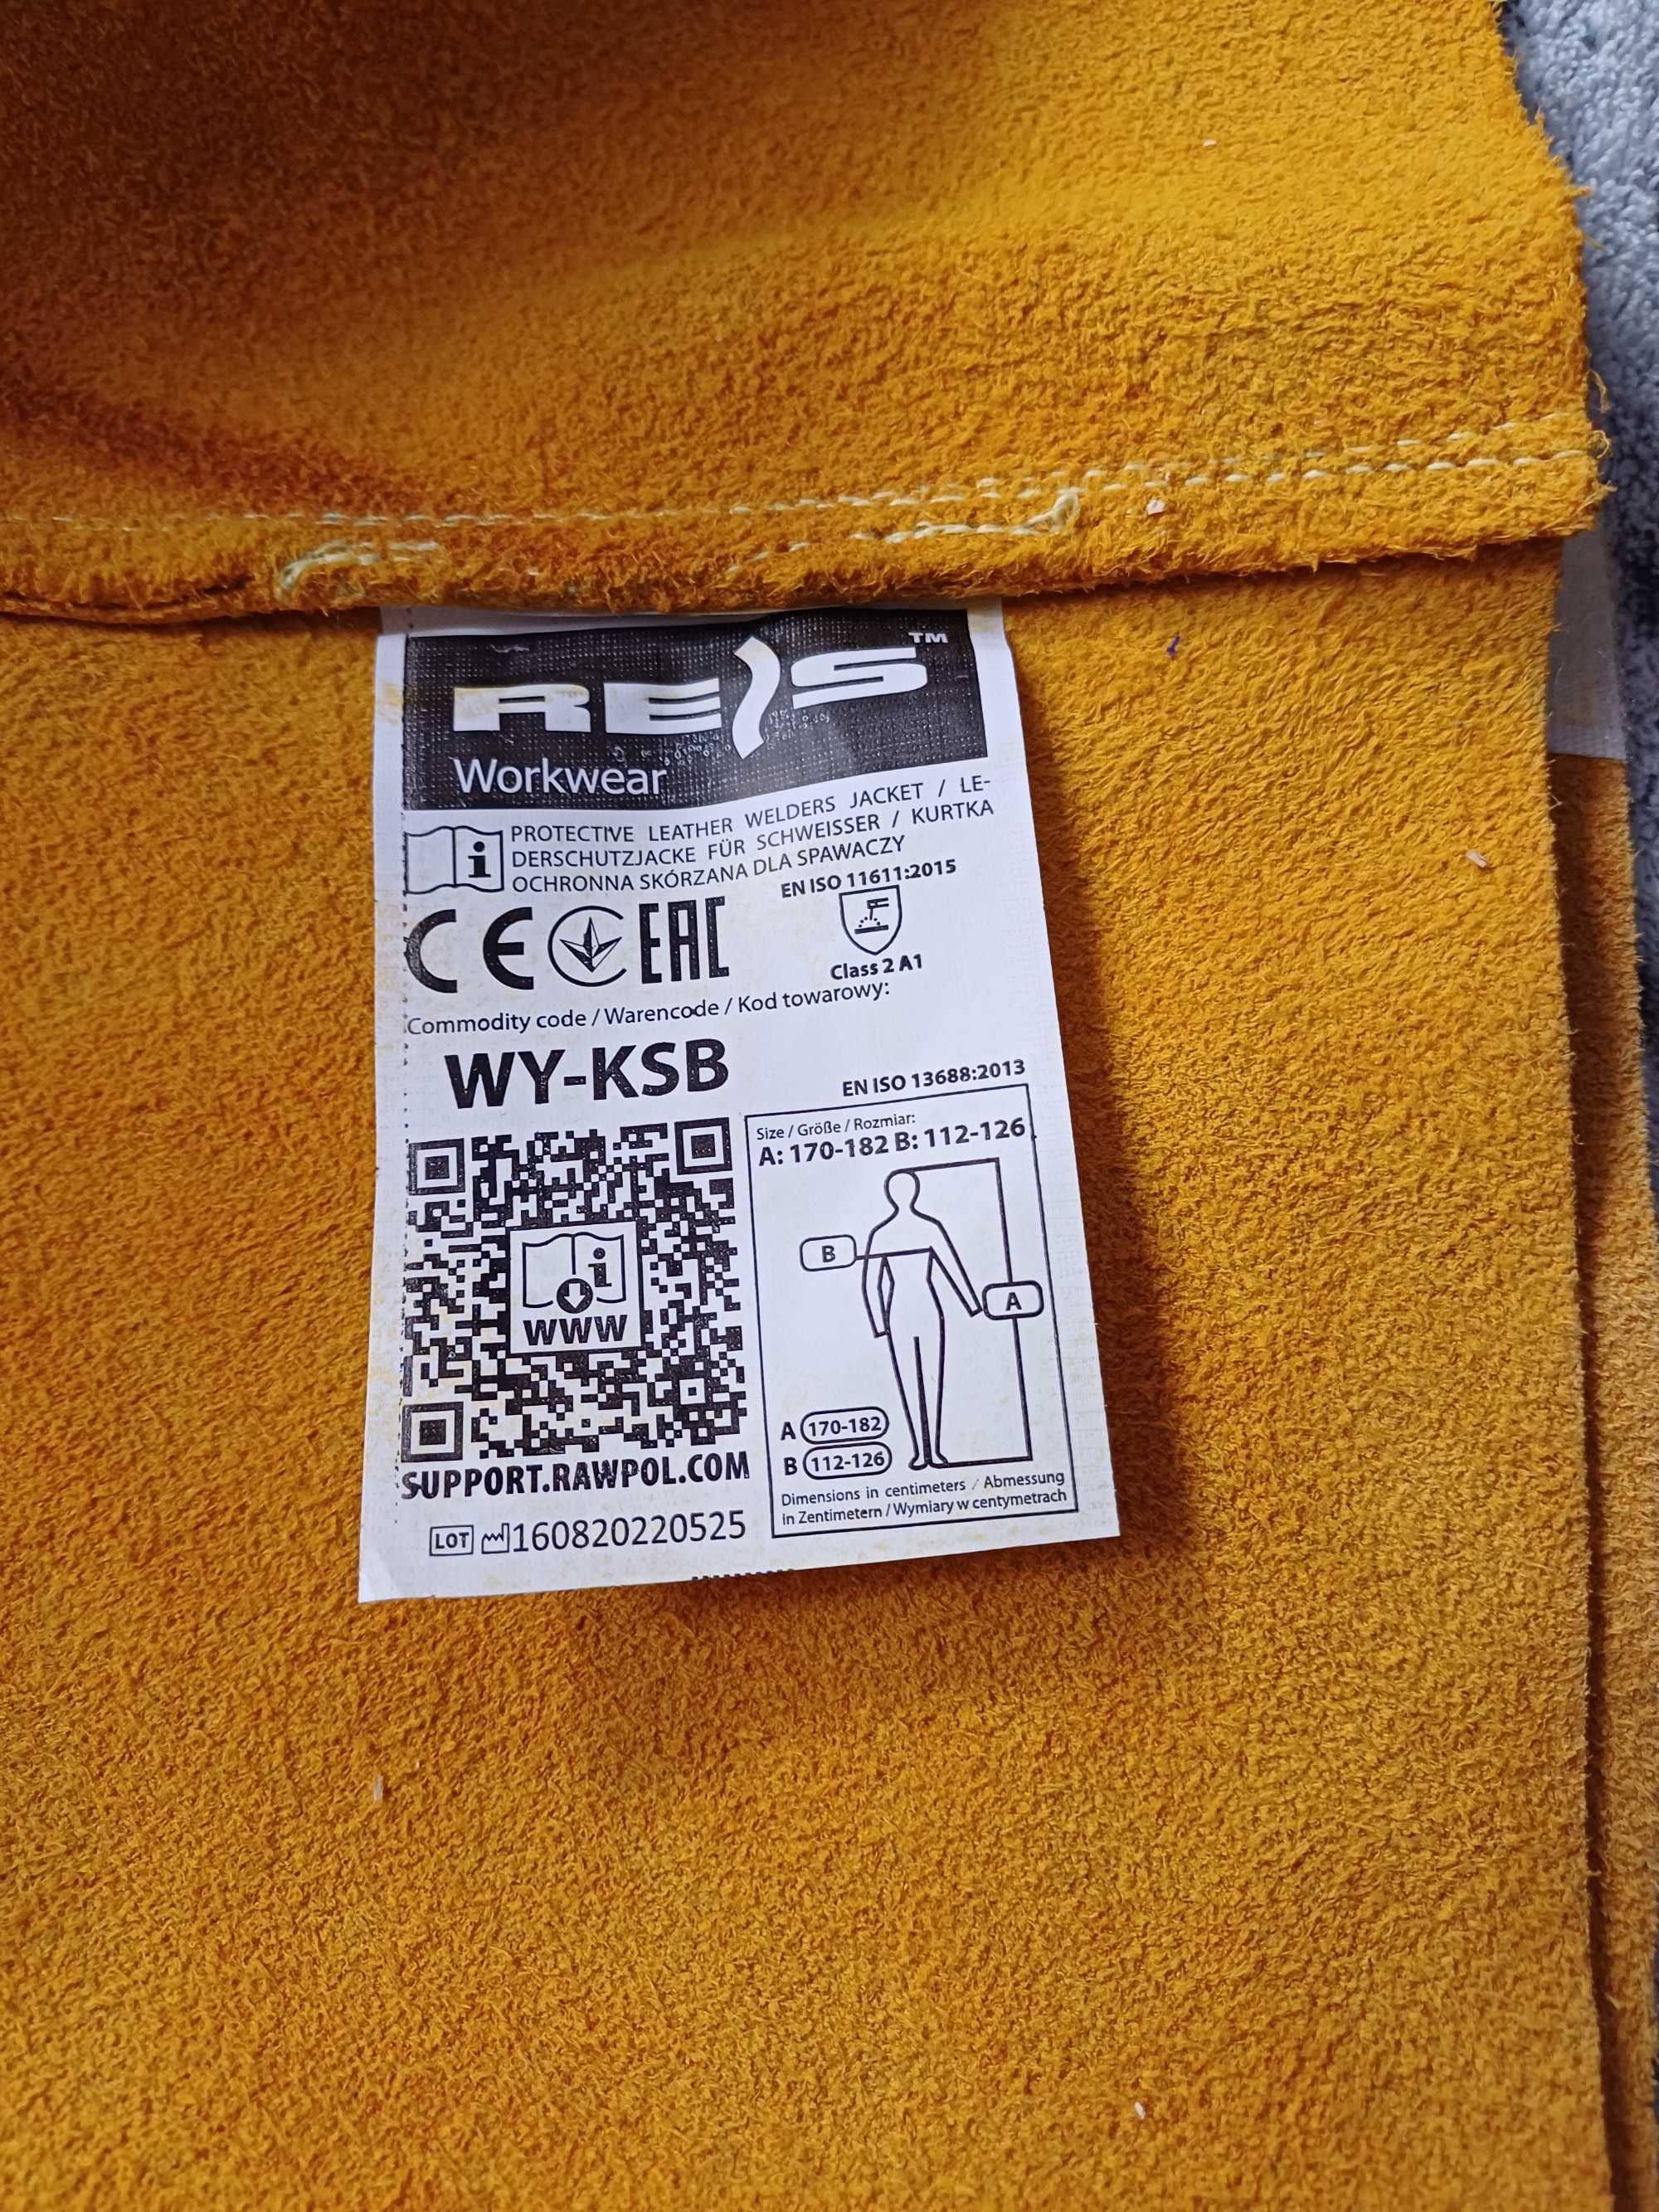 REIS™
Workwear
PROTECTIVE LEATHER WELDERS JACKET / LE-
DERSCHUTZJACKE FÜR SCHWEISSER / KURTKA
OCHRONNA SKÓRZANA DLA SPAWACZY
EN ISO 11611:2015
CE EAC
Class 2 A1
Commodity code / Warencode / Kod towarowy:
WY-KSB
EN ISO 13688:2013
Size / Größe / Rozmiar:
A: 170-182 B: 112-126
B
A
WWW
A 170-182
B 112-126
Dimensions in centimeters / Abmessung
in Zentimetern / Wymiary w centymetrach
SUPPORT.RAWPOL.COM
LOT 160820220525